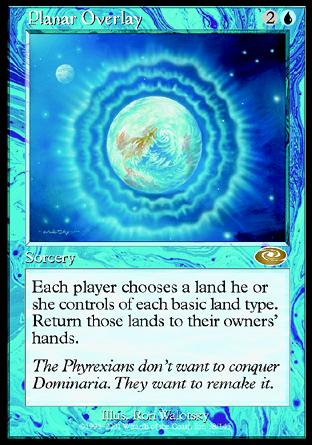 Planar Overlay
2
Sorcery
Each player chooses a land he or
she controls of each basic land type.
Return those lands to their owners'
hands.
The Phyrexians don't want to conquer
Dominaria. They want to remake it.
Illus. Ron Walotsky